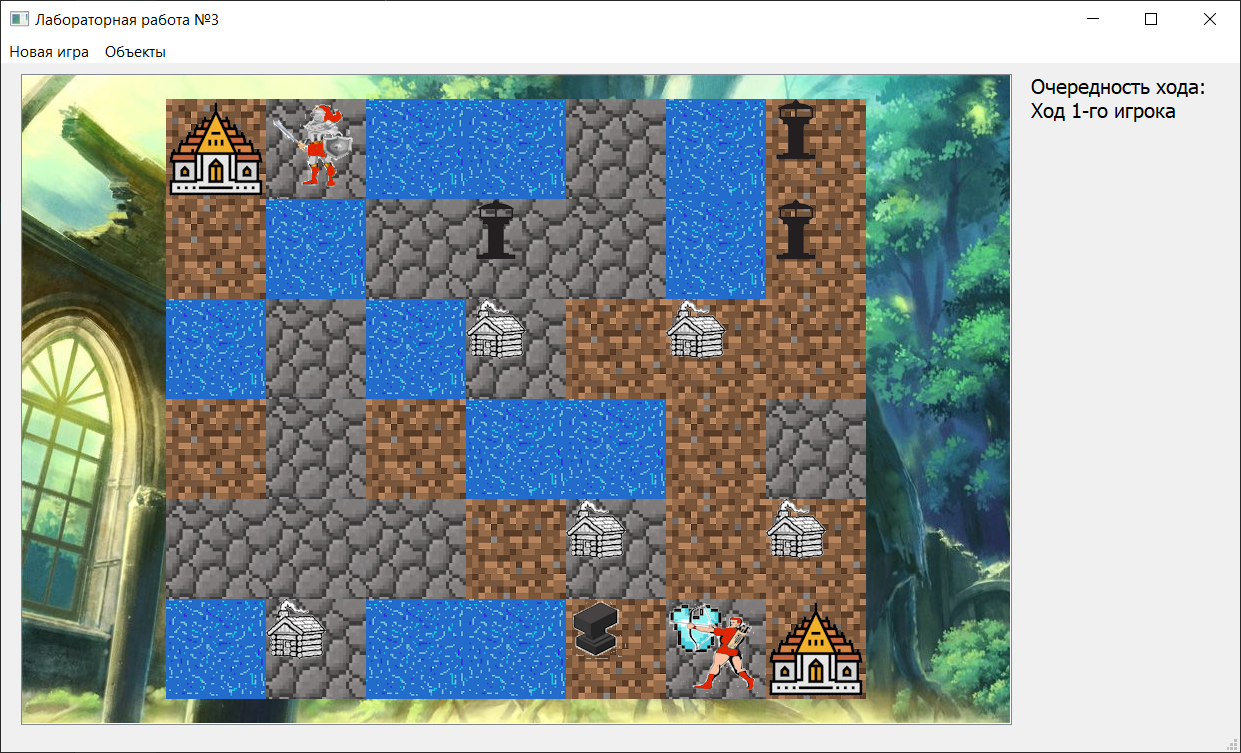 Лабораторная работа №3
Новая игра Объекты
Очередность хода:
Ход 1-го игрока